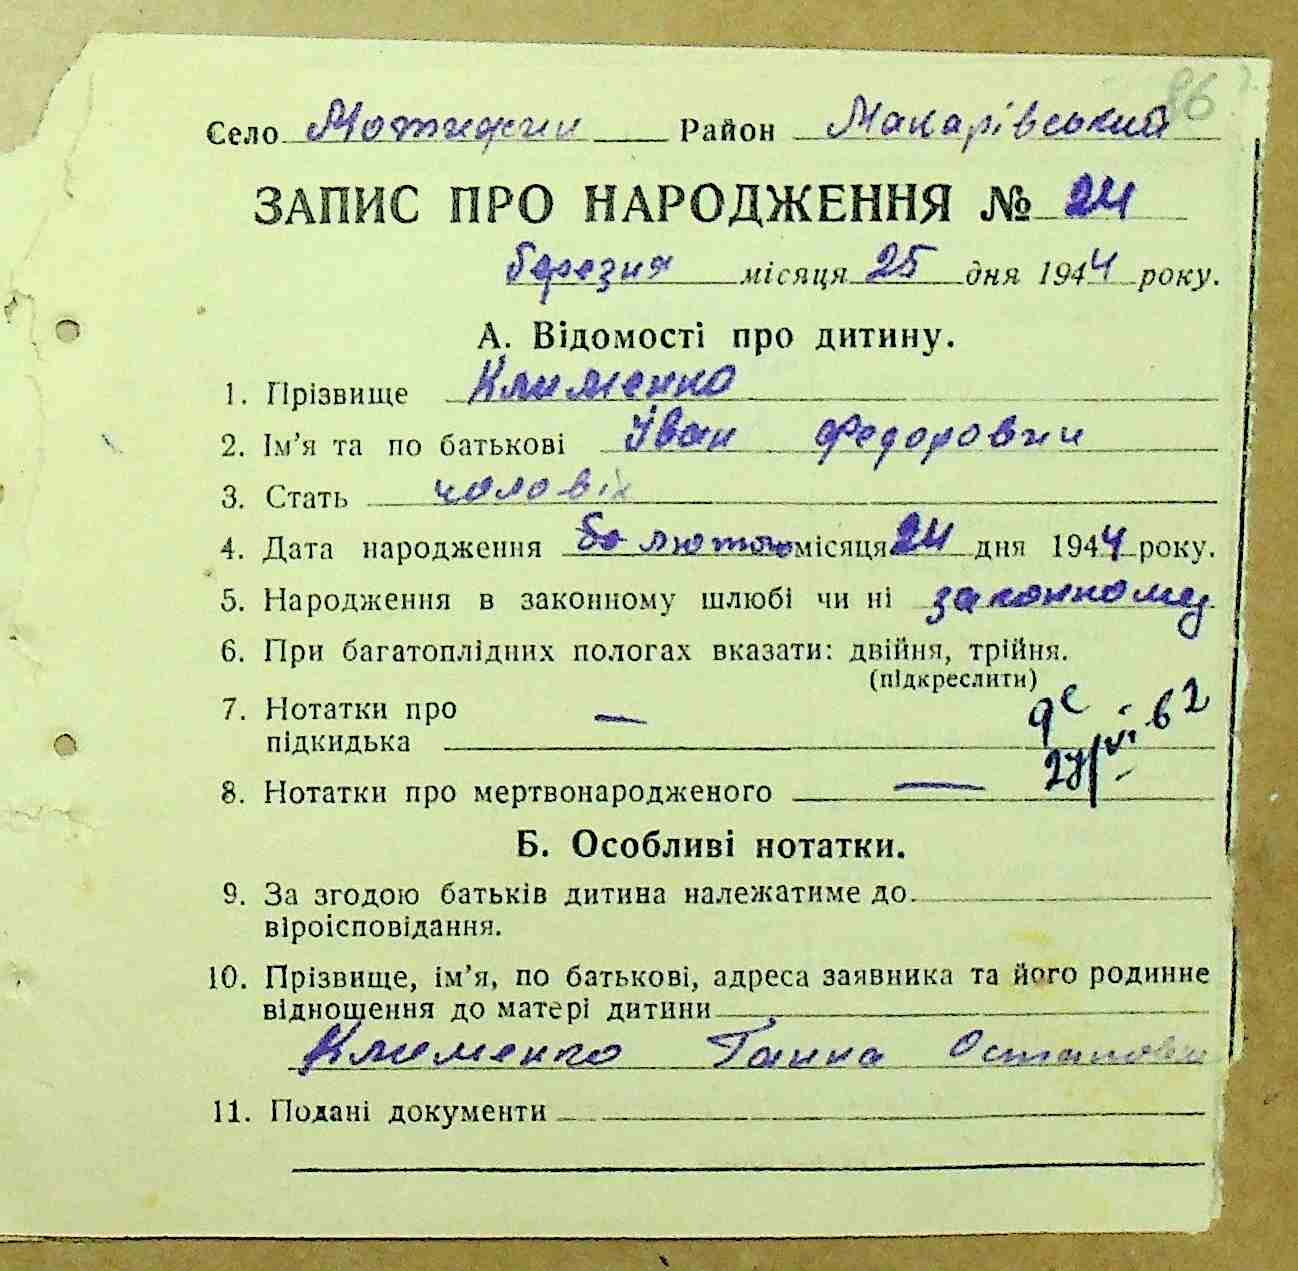 86
Село Мотижин Район Макарівський
ЗАПИС ПРО НАРОДЖЕННЯ № 24
березня місяця 25 дня 1944 року.
А. Відомості про дитину.
1. Прізвище Клименко
2. Ім’я та по батькові Іван Федорович
3. Стать чоловік
4. Дата народження лютого місяця 24 дня 1944 року.
5. Народження в законному шлюбі чи ні законному
6. При багатоплідних пологах вказати: двійня, трійня.
(підкреслити)
7. Нотатки про
підкидька —
8. Нотатки про мертвонародженого —
Б. Особливі нотатки.
9. За згодою батьків дитина належатиме до
віроісповідання.
10. Прізвище, ім’я, по батькові, адреса заявника та його родинне
відношення до матері дитини
Клименко Ганна Остаповн
11. Подані документи